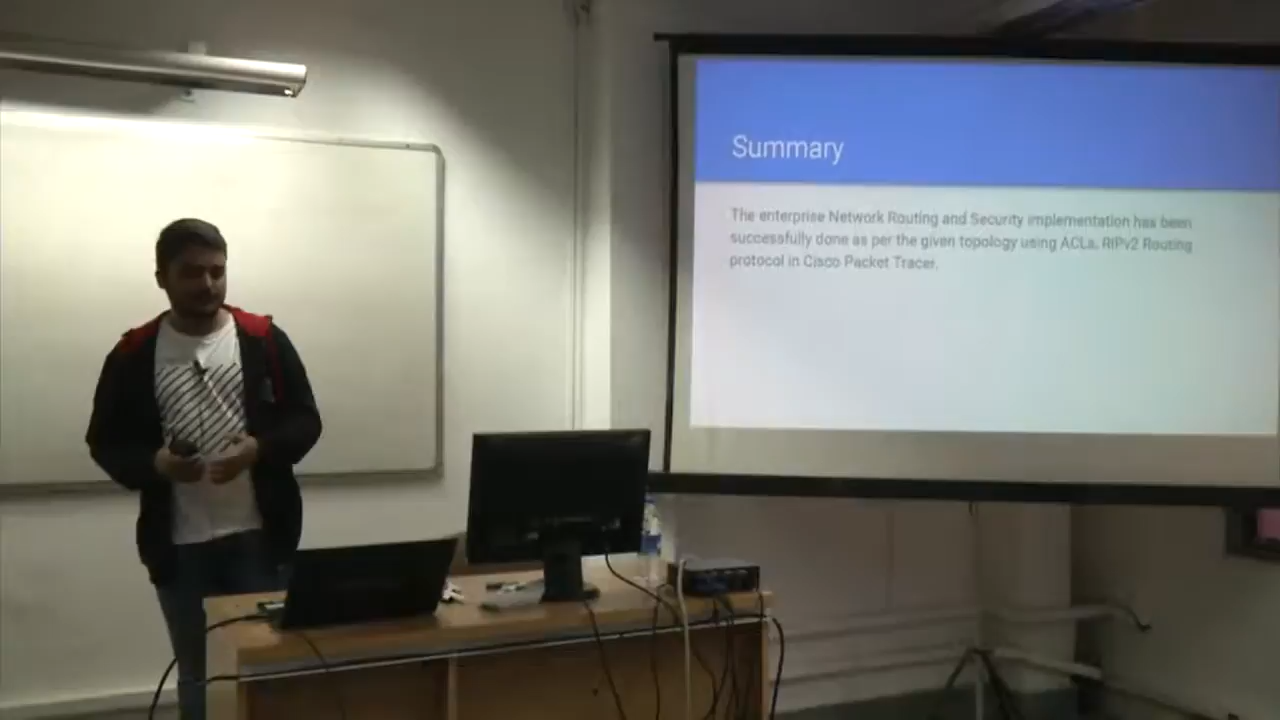 Summary
The enterprise Network Routing and Security implementation has been
successfully done as per the given topology using ACLs, RIPv2 Routing
protocol in Cisco Packet Tracer.